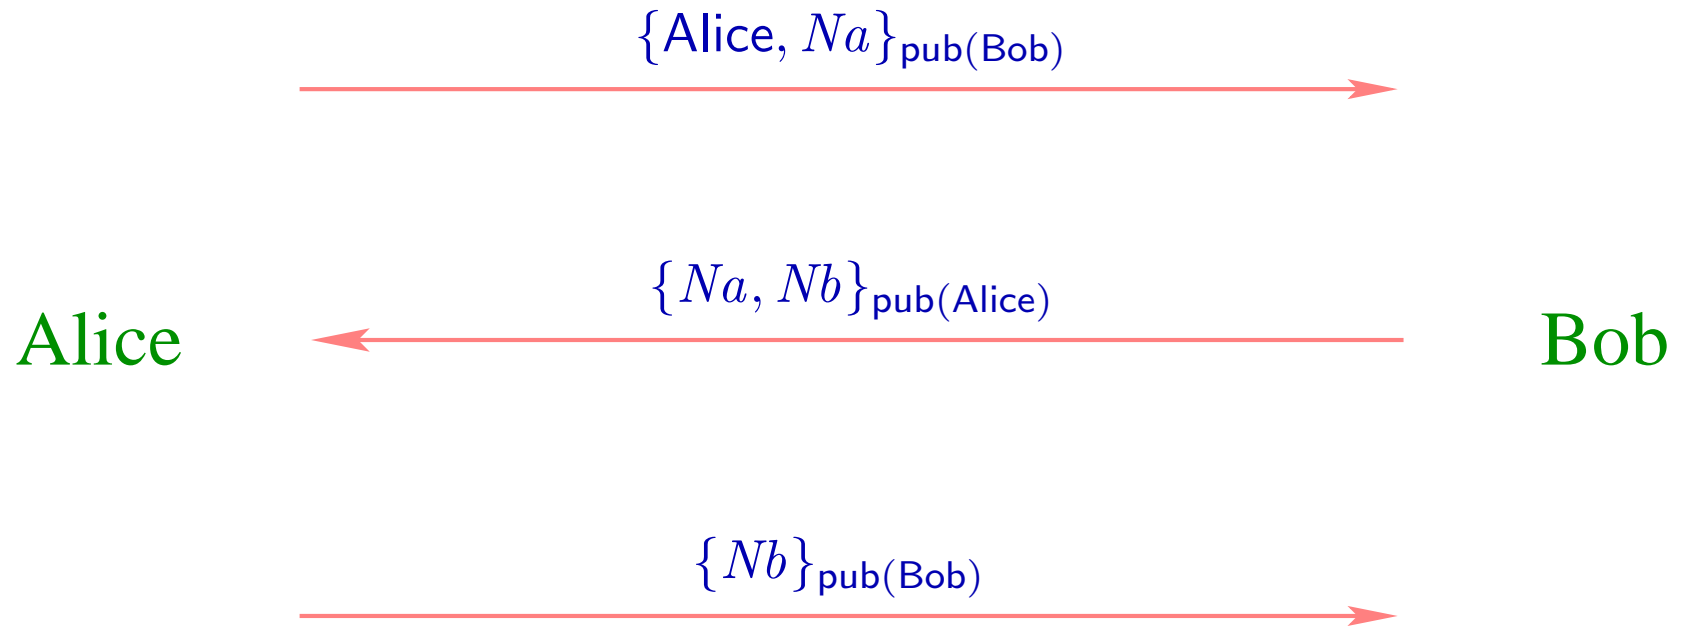 {Alice, Na}pub(Bob)
{Na, Nb}pub(Alice)
Alice
Bob
{Nb}pub(Bob)